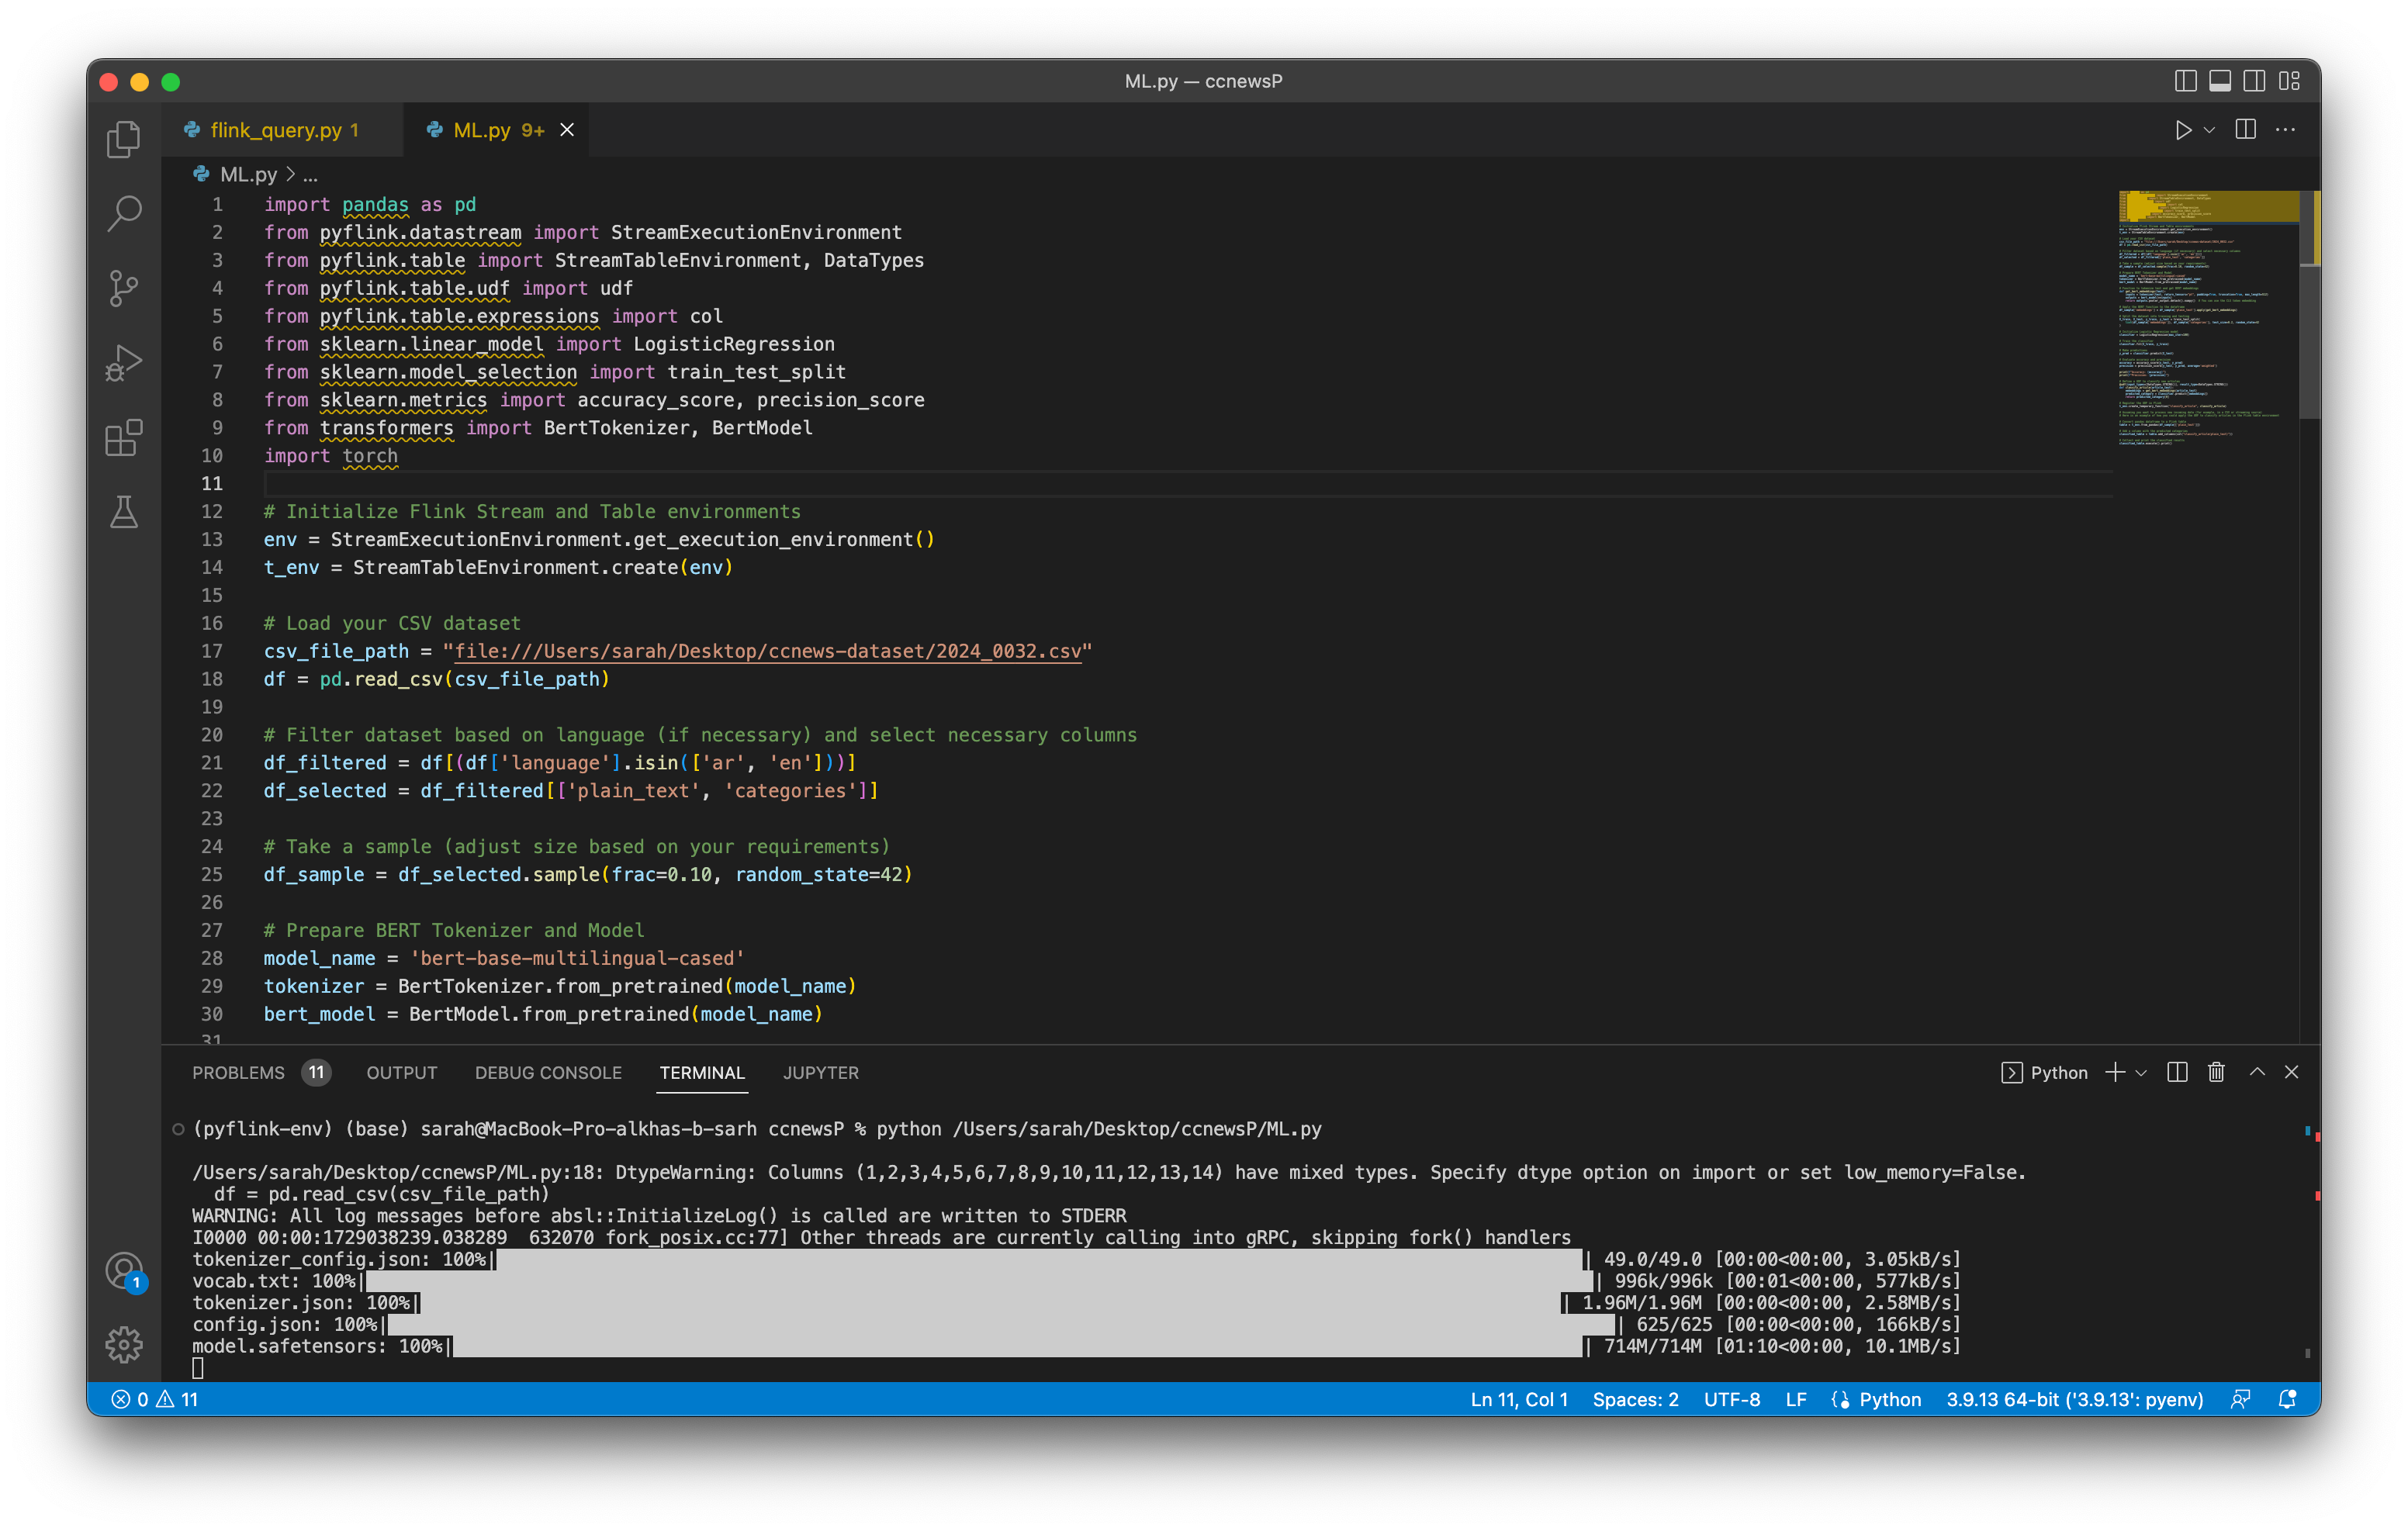 ML.py — ccnewsP
flink_query.py 1
ML.py 9+
ML.py > ...
1 import pandas as pd
2 from pyflink.datastream import StreamExecutionEnvironment
3 from pyflink.table import StreamTableEnvironment, DataTypes
4 from pyflink.table.udf import udf
5 from pyflink.table.expressions import col
6 from sklearn.linear_model import LogisticRegression
7 from sklearn.model_selection import train_test_split
8 from sklearn.metrics import accuracy_score, precision_score
9 from transformers import BertTokenizer, BertModel
10 import torch
11
12 # Initialize Flink Stream and Table environments
13 env = StreamExecutionEnvironment.get_execution_environment()
14 t_env = StreamTableEnvironment.create(env)
15
16 # Load your CSV dataset
17 csv_file_path = "file:///Users/sarah/Desktop/ccnews-dataset/2024_0032.csv"
18 df = pd.read_csv(csv_file_path)
19
20 # Filter dataset based on language (if necessary) and select necessary columns
21 df_filtered = df[(df['language'].isin(['ar', 'en']))]
22 df_selected = df_filtered[['plain_text', 'categories']]
23
24 # Take a sample (adjust size based on your requirements)
25 df_sample = df_selected.sample(frac=0.10, random_state=42)
26
27 # Prepare BERT Tokenizer and Model
28 model_name = 'bert-base-multilingual-cased'
29 tokenizer = BertTokenizer.from_pretrained(model_name)
30 bert_model = BertModel.from_pretrained(model_name)
31
PROBLEMS 11 OUTPUT DEBUG CONSOLE TERMINAL JUPYTER
Python
(pyflink-env) (base) sarah@MacBook-Pro-alkhas-b-sarh ccnewsP % python /Users/sarah/Desktop/ccnewsP/ML.py
/Users/sarah/Desktop/ccnewsP/ML.py:18: DtypeWarning: Columns (1,2,3,4,5,6,7,8,9,10,11,12,13,14) have mixed types. Specify dtype option on import or set low_memory=False.
df = pd.read_csv(csv_file_path)
WARNING: All log messages before absl::InitializeLog() is called are written to STDERR
I0000 00:00:1729038239.038289 632070 fork_posix.cc:77] Other threads are currently calling into gRPC, skipping fork() handlers
tokenizer_config.json: 100%| | 49.0/49.0 [00:00<00:00, 3.05kB/s]
vocab.txt: 100%| | 996k/996k [00:01<00:00, 577kB/s]
tokenizer.json: 100%| | 1.96M/1.96M [00:00<00:00, 2.58MB/s]
config.json: 100%| | 625/625 [00:00<00:00, 166kB/s]
model.safetensors: 100%| | 714M/714M [01:10<00:00, 10.1MB/s]
1
0 11 Ln 11, Col 1 Spaces: 2 UTF-8 LF {} Python 3.9.13 64-bit ('3.9.13': pyenv)